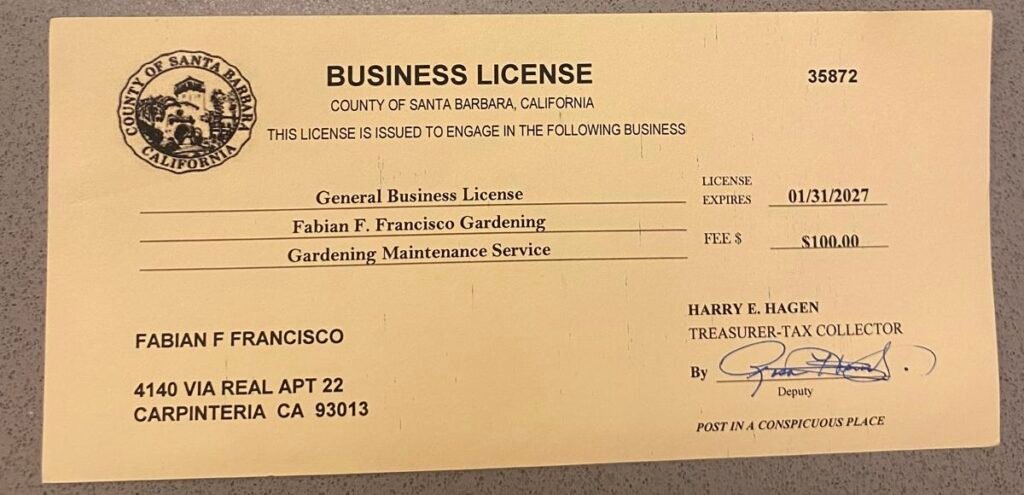 COUNTY OF SANTA BARBARA
CALIFORNIA
BUSINESS LICENSE
35872
COUNTY OF SANTA BARBARA, CALIFORNIA
THIS LICENSE IS ISSUED TO ENGAGE IN THE FOLLOWING BUSINESS
General Business License
LICENSE EXPIRES 01/31/2027
Fabian F. Francisco Gardening
FEE $ $100.00
Gardening Maintenance Service
HARRY E. HAGEN
TREASURER-TAX COLLECTOR
FABIAN F FRANCISCO
By
Deputy
4140 VIA REAL APT 22
CARPINTERIA CA 93013
POST IN A CONSPICUOUS PLACE